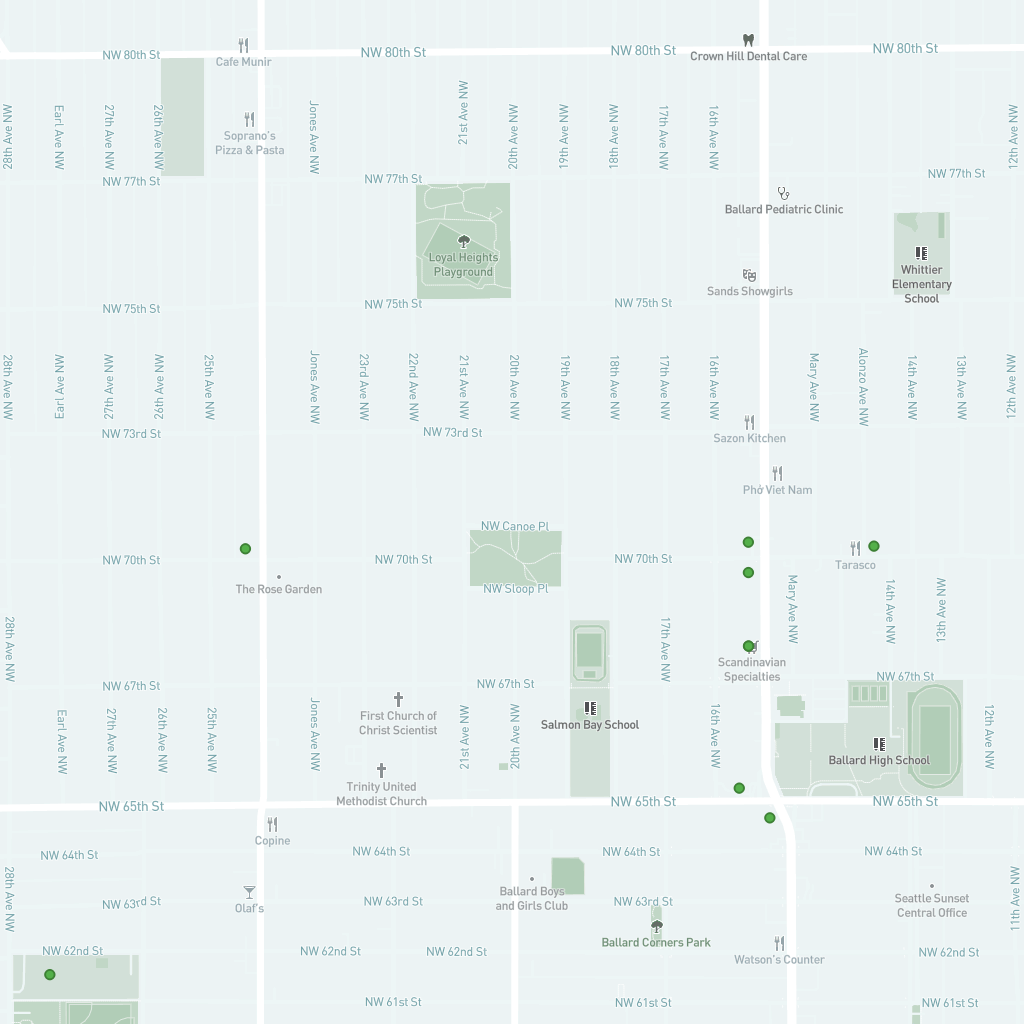 NW 80th St
NW 80th St
NW 80th St
NW 80th St
Cafe Munir
Crown Hill Dental Care
28th Ave NW
Earl Ave NW
27th Ave NW
26th Ave NW
Soprano's
Pizza & Pasta
Jones Ave NW
21st Ave NW
20th Ave NW
19th Ave NW
18th Ave NW
17th Ave NW
16th Ave NW
12th Ave NW
NW 77th St
NW 77th St
NW 77th St
Ballard Pediatric Clinic
Loyal Heights
Playground
Whittier
Elementary
School
Sands Showgirls
NW 75th St
NW 75th St
NW 75th St
28th Ave NW
Earl Ave NW
27th Ave NW
26th Ave NW
25th Ave NW
Jones Ave NW
23rd Ave NW
22nd Ave NW
21st Ave NW
20th Ave NW
19th Ave NW
18th Ave NW
17th Ave NW
16th Ave NW
Mary Ave NW
Alonzo Ave NW
14th Ave NW
13th Ave NW
12th Ave NW
NW 73rd St
NW 73rd St
Sazon Kitchen
Phở Viet Nam
NW Canoe Pl
NW 70th St
NW 70th St
NW 70th St
Tarasco
The Rose Garden
NW Sloop Pl
28th Ave NW
17th Ave NW
Mary Ave NW
14th Ave NW
13th Ave NW
Scandinavian
Specialties
NW 67th St
NW 67th St
NW 67th St
Earl Ave NW
27th Ave NW
26th Ave NW
25th Ave NW
Jones Ave NW
First Church of
Christ Scientist
21st Ave NW
20th Ave NW
Salmon Bay School
16th Ave NW
Ballard High School
12th Ave NW
Trinity United
Methodist Church
NW 65th St
NW 65th St
NW 65th St
Copine
NW 64th St
NW 64th St
NW 64th St
NW 64th St
28th Ave NW
Olaf's
NW 63rd St
NW 63rd St
Ballard Boys
and Girls Club
NW 63rd St
Seattle Sunset
Central Office
11th Ave NW
Ballard Corners Park
NW 62nd St
NW 62nd St
NW 62nd St
Watson's Counter
NW 62nd St
NW 61st St
NW 61st St
NW 61st St